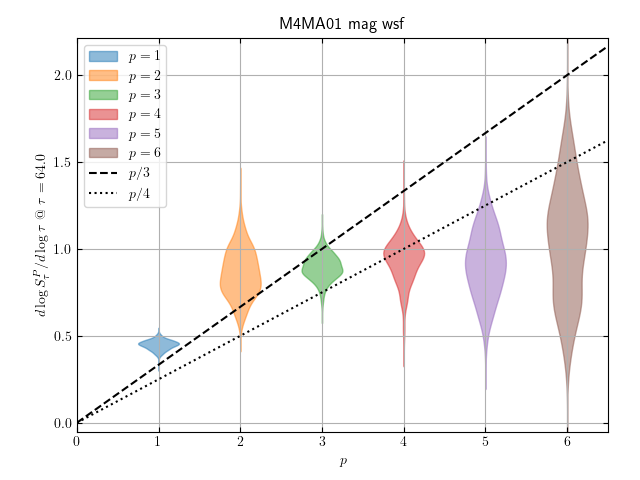 M4MA01 mag wsf
p = 1
p = 2
p = 3
p = 4
p = 5
p = 6
p/3
p/4
d log S_τ^P / d log τ @ τ = 64.0
2.0
1.5
1.0
0.5
0.0
0 1 2 3 4 5 6
p